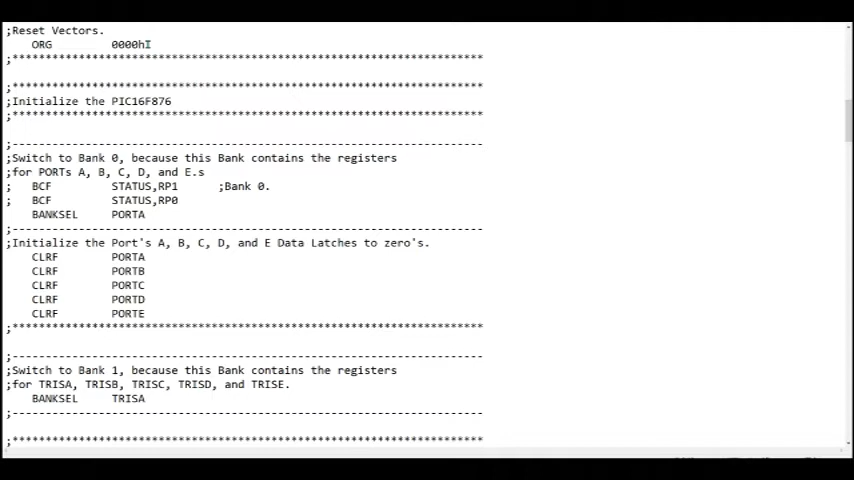 ;Reset Vectors.
ORG 0000h
;****************************************************************************************
;****************************************************************************************
;Initialize the PIC16F876
;****************************************************************************************
;----------------------------------------------------------------------------------------
;Switch to Bank 0, because this Bank contains the registers
;for PORTs A, B, C, D, and E.s
; BCF STATUS,RP1 ;Bank 0.
; BCF STATUS,RP0
BANKSEL PORTA
;----------------------------------------------------------------------------------------
;Initialize the Port's A, B, C, D, and E Data Latches to zero's.
CLRF PORTA
CLRF PORTB
CLRF PORTC
CLRF PORTD
CLRF PORTE
;****************************************************************************************
;----------------------------------------------------------------------------------------
;Switch to Bank 1, because this Bank contains the registers
;for TRISA, TRISB, TRISC, TRISD, and TRISE.
BANKSEL TRISA
;----------------------------------------------------------------------------------------
;****************************************************************************************